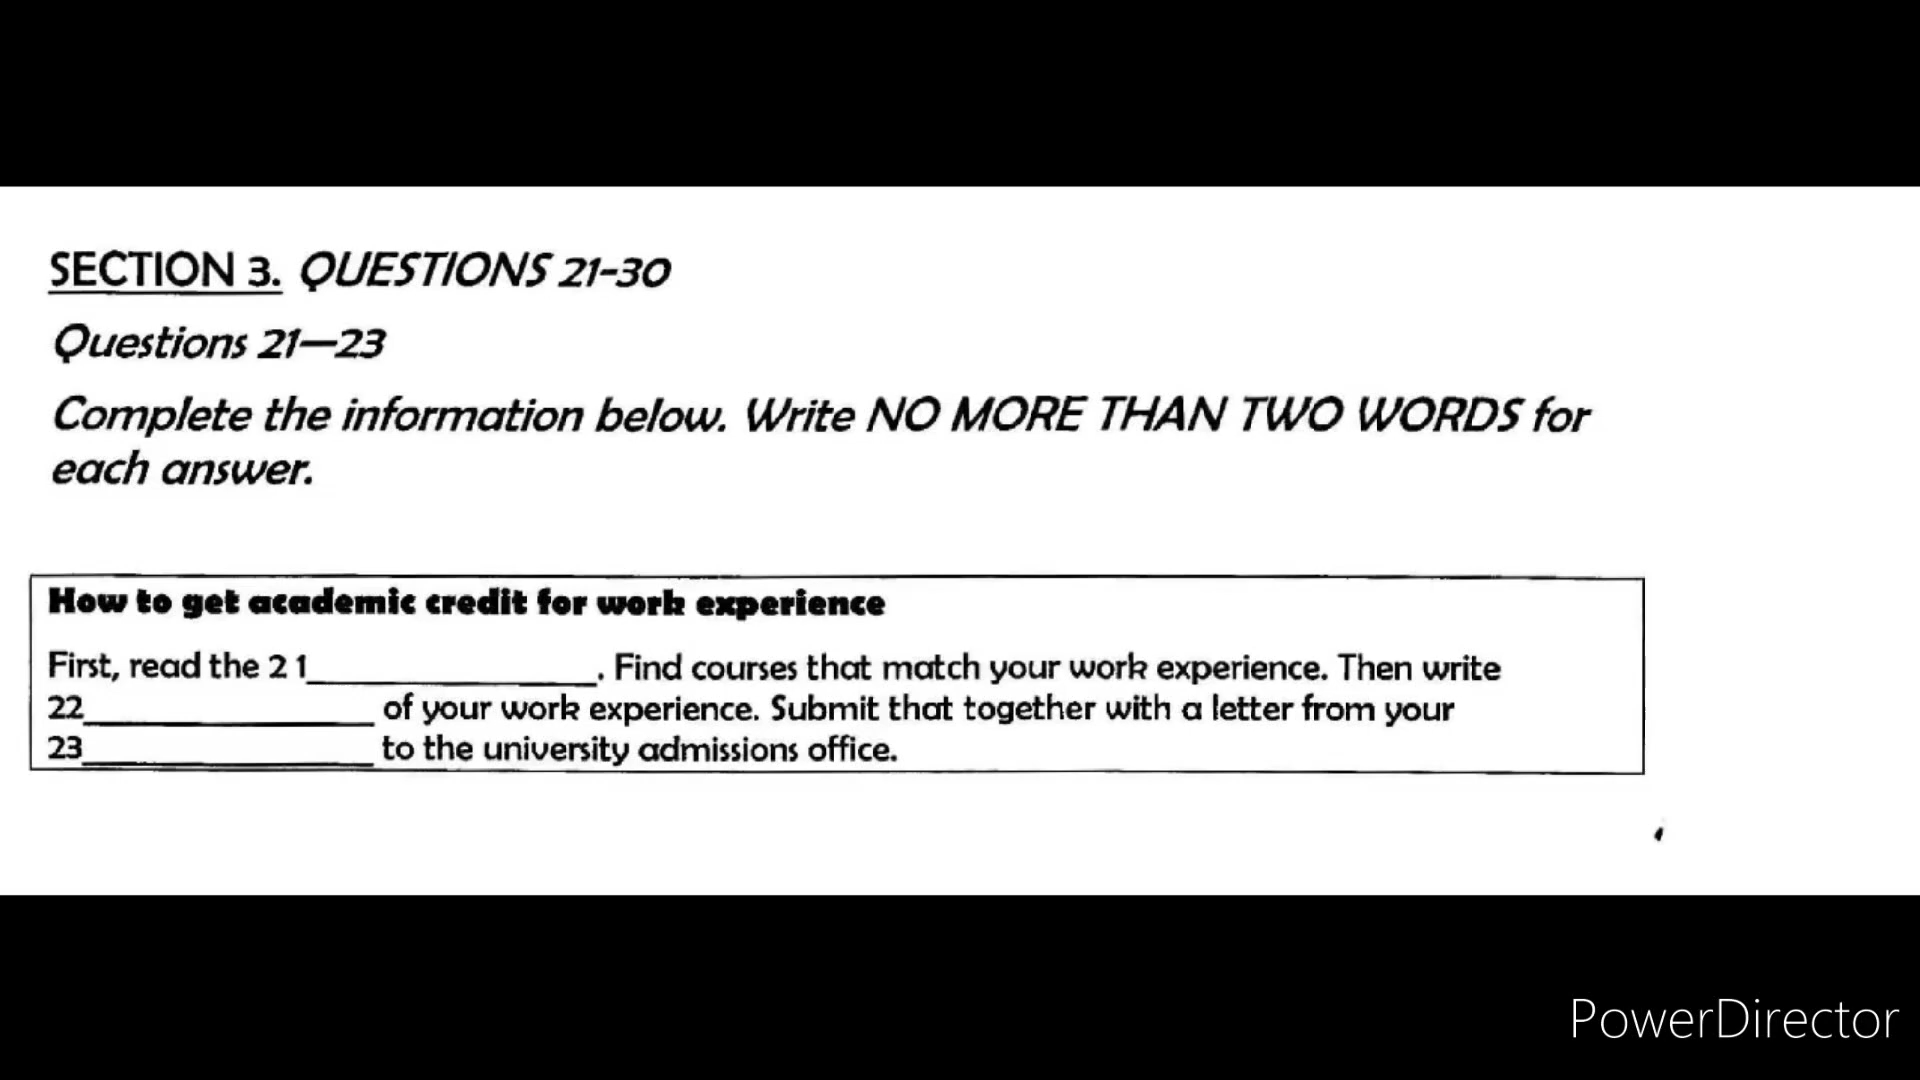 SECTION 3. QUESTIONS 21-30
Questions 21—23
Complete the information below. Write NO MORE THAN TWO WORDS for
each answer.
How to get academic credit for work experience
First, read the 2 1_______________. Find courses that match your work experience. Then write
22_______________ of your work experience. Submit that together with a letter from your
23_______________ to the university admissions office.
PowerDirector